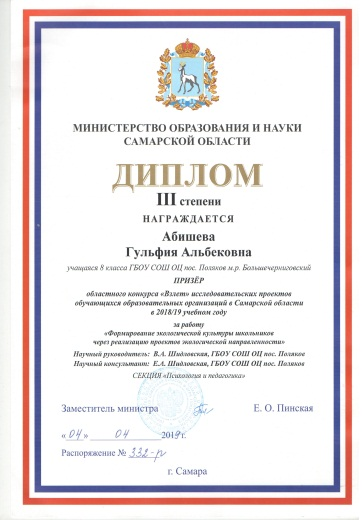 МИНИСТЕРСТВО ОБРАЗОВАНИЯ И НАУКИ
САМАРСКОЙ ОБЛАСТИ
ДИПЛОМ
III степени
НАГРАЖДАЕТСЯ
Абишева
Гульфия Альбековна
учащаяся 8 класса ГБОУ СОШ ОЦ пос. Поляков м.р. Большечерниговский
ПРИЗЁР
областного конкурса «Взлет» исследовательских проектов
обучающихся образовательных организаций в Самарской области
в 2018/19 учебном году
за работу
«Формирование экологической культуры школьников
через реализацию проектов экологической направленности»
Научный руководитель: В.А. Шидловская, ГБОУ СОШ ОЦ пос. Поляков
Научный консультант: Е.А. Шидловская, ГБОУ СОШ ОЦ пос. Поляков
СЕКЦИЯ «Психология и педагогика»
Заместитель министра Е. О. Пинская
« 04 » 04 2019 г.
Распоряжение № 332-р
г. Самара